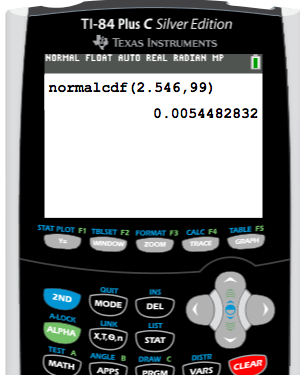 TI-84 Plus C Silver Edition
TEXAS INSTRUMENTS
NORMAL FLOAT AUTO REAL RADIAN MP
normalcdf(2.546,99)
0.0054482832
STAT PLOT F1 TBLSET F2 FORMAT F3 CALC F4 TABLE F5
Y= WINDOW ZOOM TRACE GRAPH
QUIT INS
2ND MODE DEL
A-LOCK LINK LIST
ALPHA X,T,θ,n STAT
TEST A ANGLE B DRAW C DISTR
MATH APPS PRGM VARS CLEAR